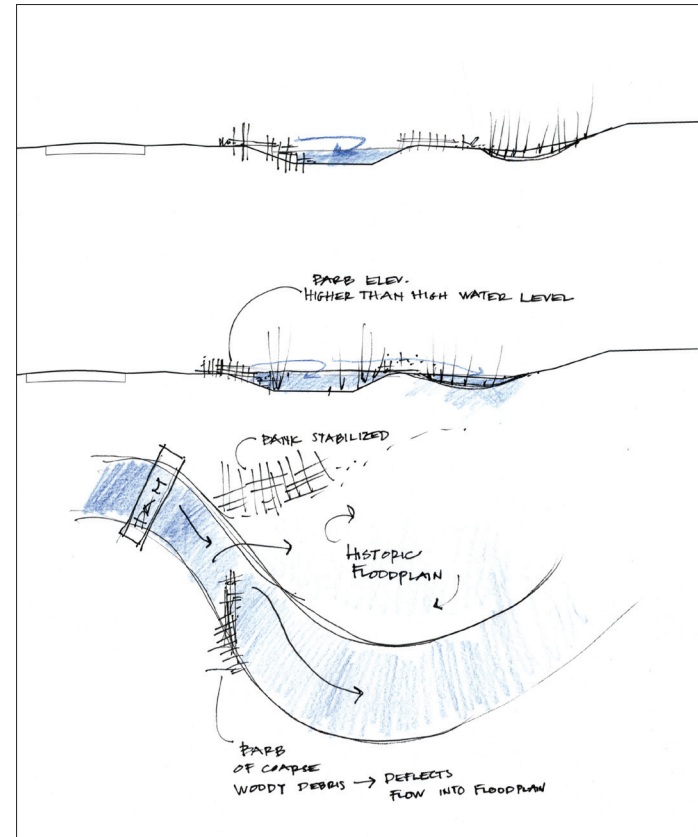 BARB ELEV.
HIGHER THAN HIGH WATER LEVEL
BANK STABILIZED
HISTORIC
FLOODPLAIN
BARB
OF COARSE
WOODY DEBRIS → DEFLECTS
FLOW INTO FLOODPLAIN